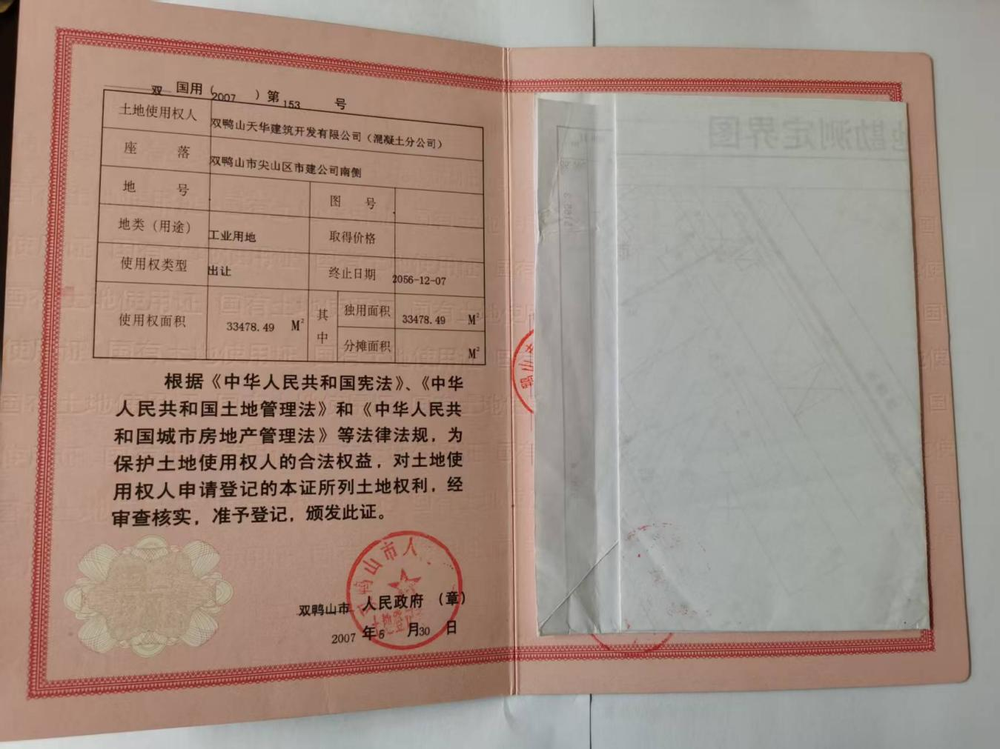 双 国用（2007 ）第 153 号
土地使用权人 双鸭山天华建筑开发有限公司（混凝土分公司）
座 落 双鸭山市尖山区市建公司南侧
地 号 图 号
地类（用途） 工业用地 取得价格
使用权类型 出让 终止日期 2056-12-07
使用权面积 33478.49 M² 其中 独用面积 33478.49 M²
分摊面积 M²
根据《中华人民共和国宪法》、《中华
人民共和国土地管理法》和《中华人民共
和国城市房地产管理法》等法律法规，为
保护土地使用权人的合法权益，对土地使
用权人申请登记的本证所列土地权利，经
审查核实，准予登记，颁发此证。
双鸭山市 人民政府 （章）
2007 年 5 月 30 日
勘测定界图